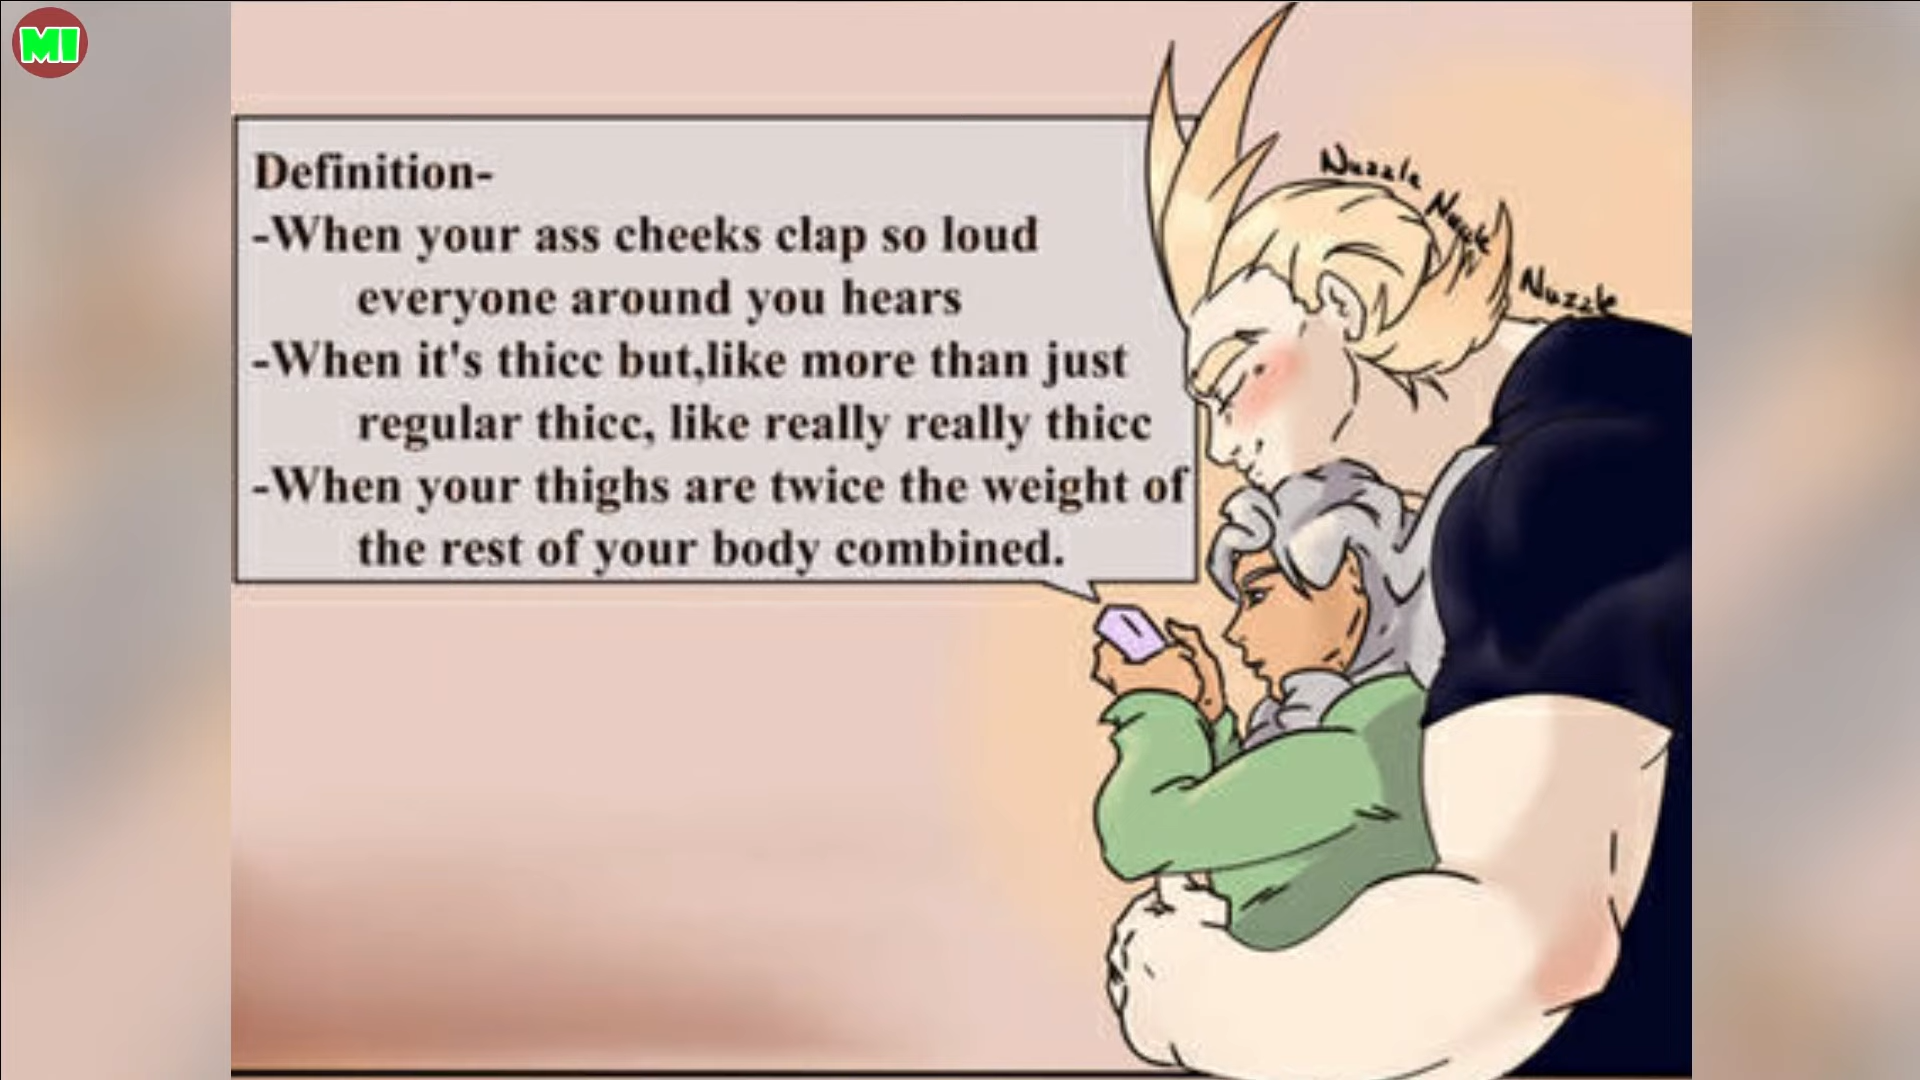 MI
Definition-
-When your ass cheeks clap so loud
everyone around you hears
-When it's thicc but,like more than just
regular thicc, like really really thicc
-When your thighs are twice the weight of
the rest of your body combined.
Nuzzle
Nuzzle
Nuzzle